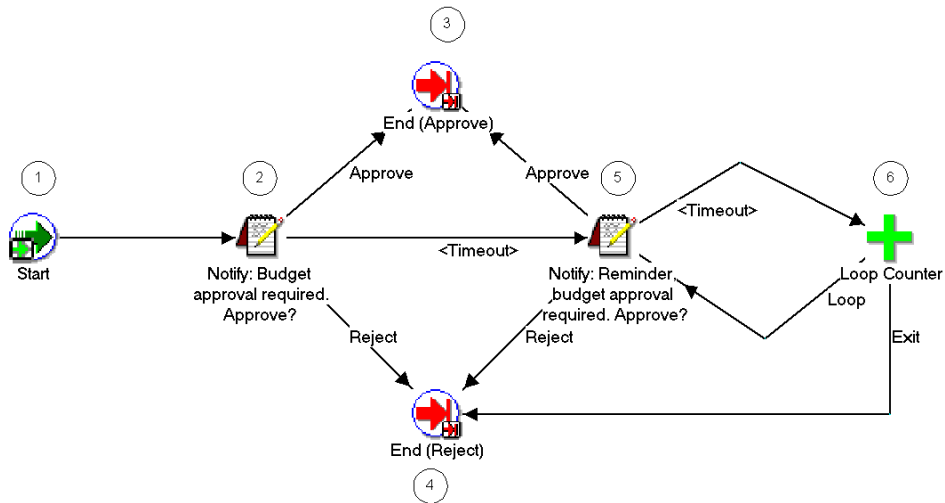 3
End (Approve)
Approve
Approve
1
2
5
6
<Timeout>
<Timeout>
Start
Notify: Budget
approval required.
Approve?
Notify: Reminder,
budget approval
required. Approve?
Loop Counter
Loop
Reject
Reject
Exit
End (Reject)
4